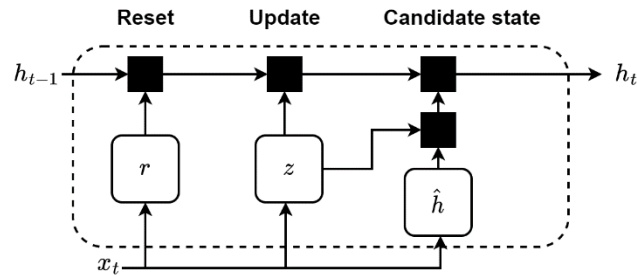 Reset Update Candidate state
h_{t-1} h_t
r z ĥ
x_t